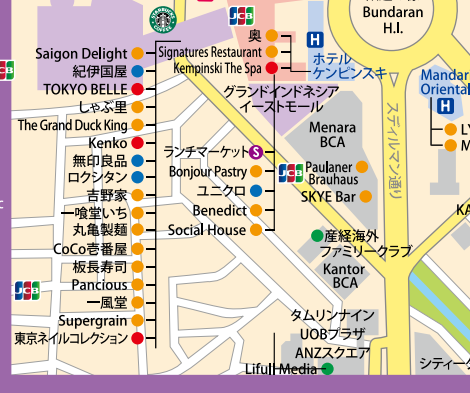 Bundaran
H.I.
STARBUCKS
JCB
奥
Signatures Restaurant
Kempinski The Spa
H
ホテル
ケンピンスキ
グランドインドネシア
イーストモール
Saigon Delight
紀伊国屋
TOKYO BELLE
しゃぶ里
The Grand Duck King
Kenko
無印良品
ロクシタン
吉野家
一喰堂いち
丸亀製麺
CoCo壱番屋
板長寿司
Pancious
一風堂
Supergrain
東京ネイルコレクション
JCB
JCB
ランチマーケット
S
Bonjour Pastry
ユニクロ
Benedict
Social House
JCB
Menara
BCA
Paulaner
Brauhaus
SKYE Bar
スディルマン通り
Mandar
Oriental
H
LY
M
KA
産経海外
ファミリークラブ
Kantor
BCA
タムリンナイン
UOBプラザ
ANZスクエア
Lifull Media
シティータ